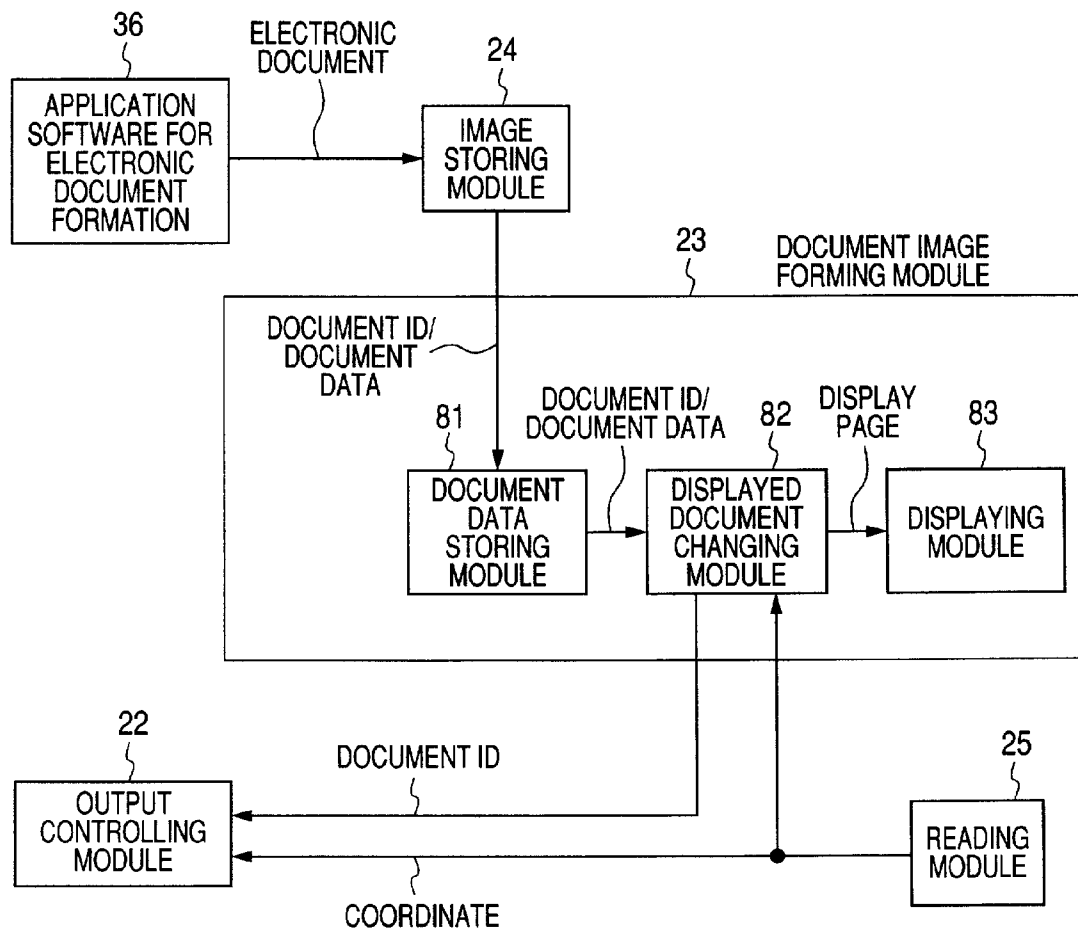 36
ELECTRONIC
DOCUMENT
24
APPLICATION
SOFTWARE FOR
ELECTRONIC
DOCUMENT
FORMATION
IMAGE
STORING
MODULE
23
DOCUMENT IMAGE
FORMING MODULE
DOCUMENT ID/
DOCUMENT
DATA
81
DOCUMENT ID/
DOCUMENT DATA
82
DISPLAY
PAGE
83
DOCUMENT
DATA
STORING
MODULE
DISPLAYED
DOCUMENT
CHANGING
MODULE
DISPLAYING
MODULE
22
DOCUMENT ID
25
OUTPUT
CONTROLLING
MODULE
READING
MODULE
COORDINATE